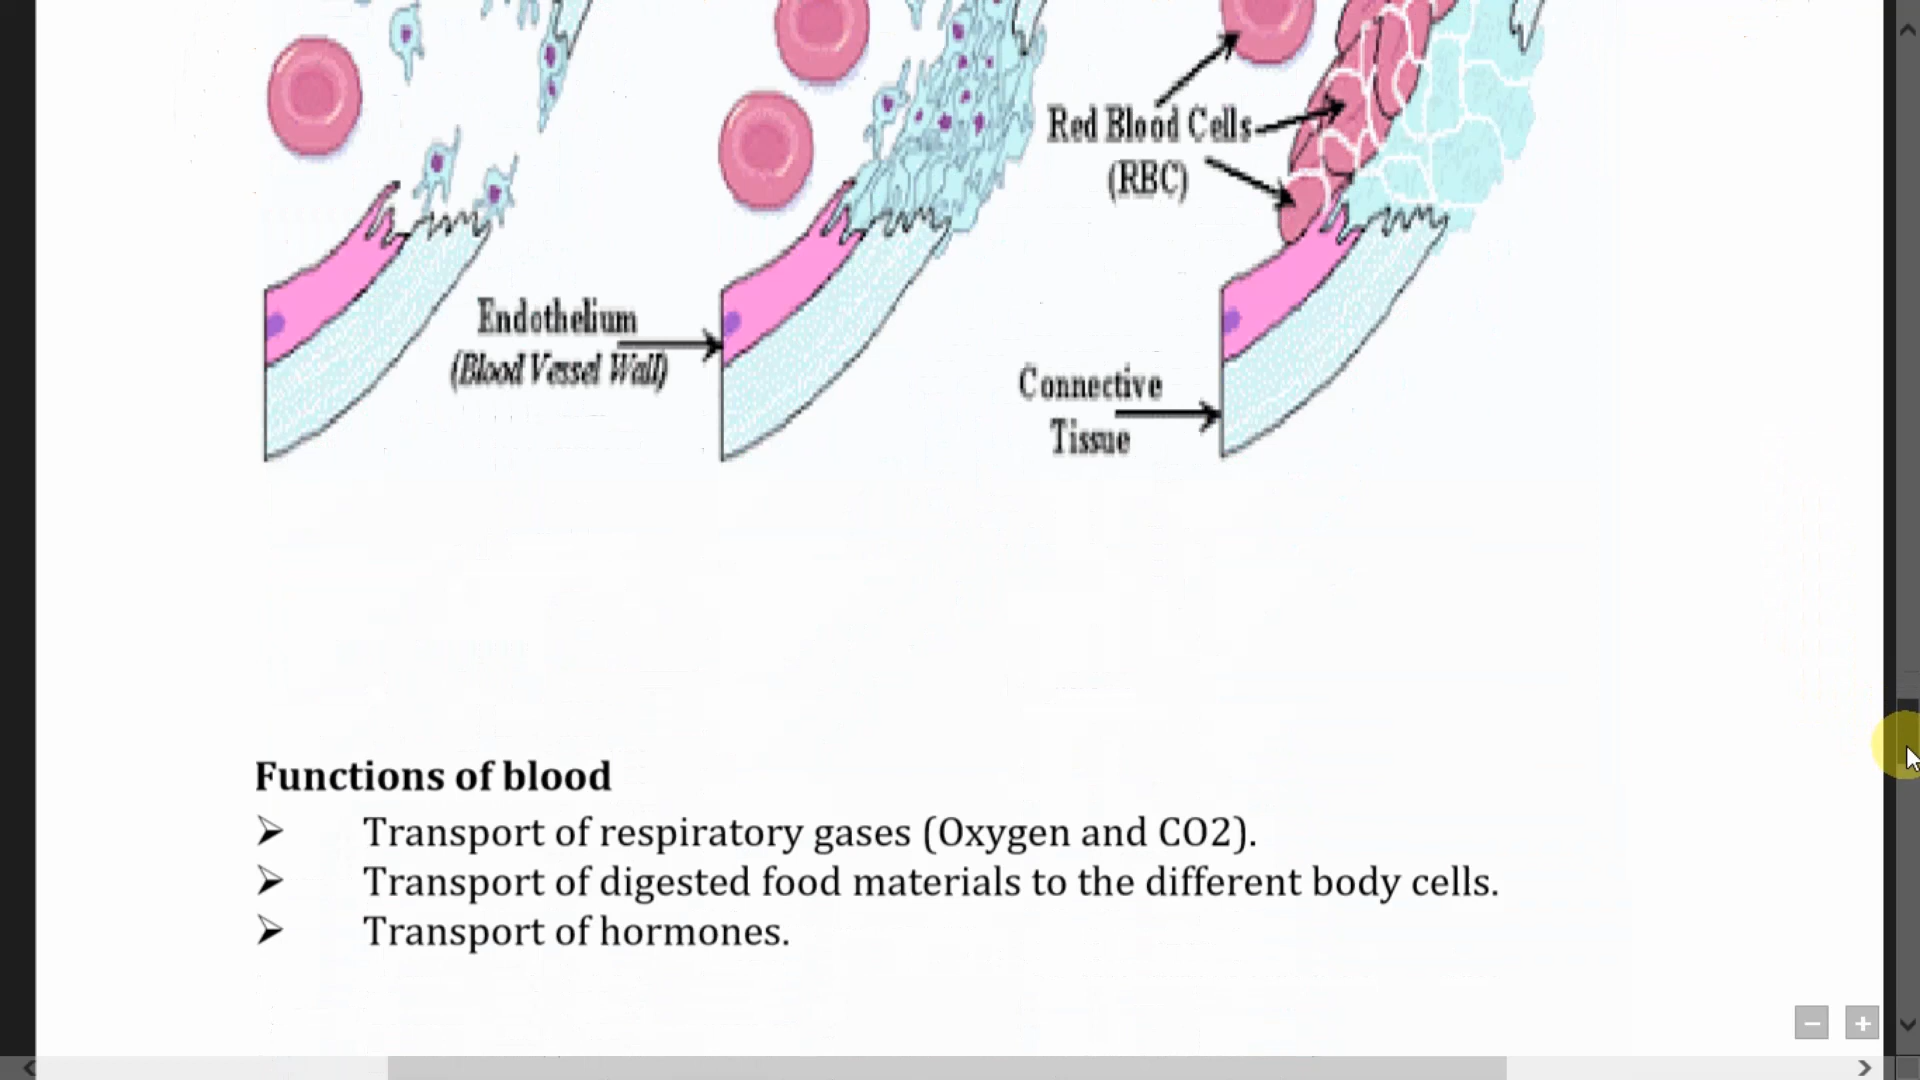 Red Blood Cells
(RBC)
Endothelium
(Blood Vessel Wall)
Connective
Tissue
Functions of blood
➢ Transport of respiratory gases (Oxygen and CO2).
➢ Transport of digested food materials to the different body cells.
➢ Transport of hormones.